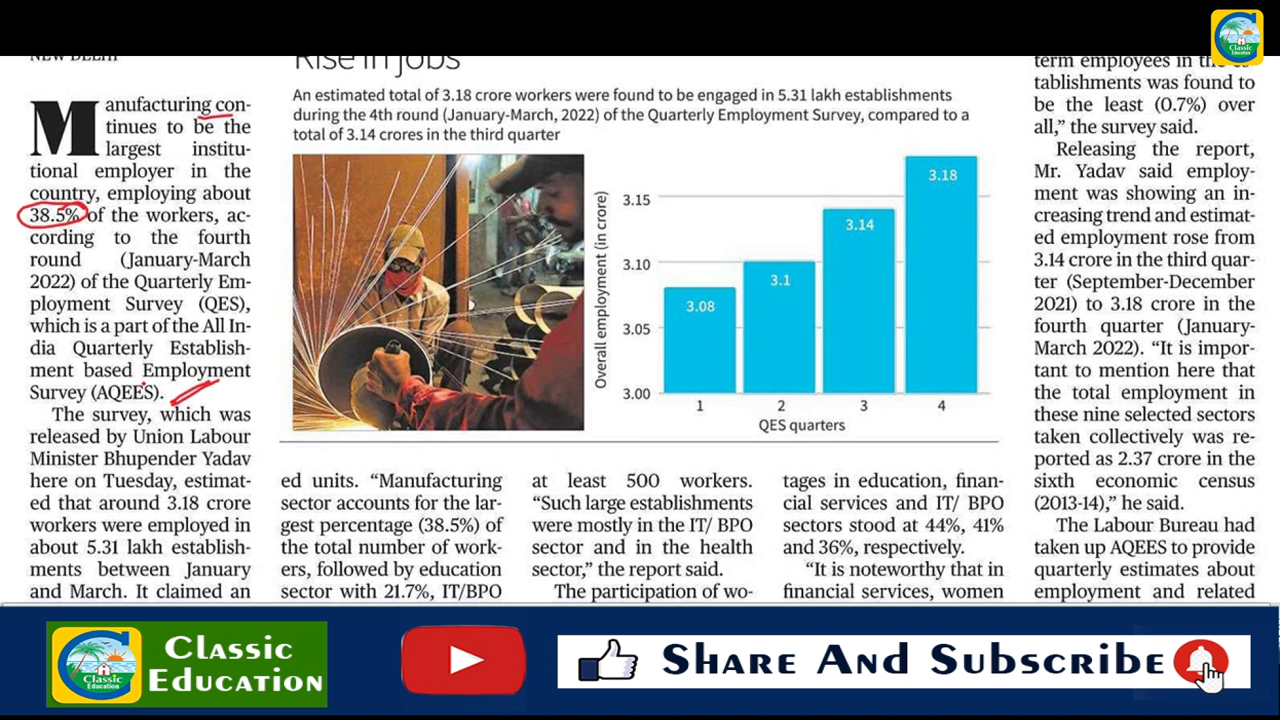 Classic
Education
NEW DELHI
Manufacturing con-
tinues to be the
largest institu-
tional employer in the
country, employing about
38.5% of the workers, ac-
cording to the fourth
round (January-March
2022) of the Quarterly Em-
ployment Survey (QES),
which is a part of the All In-
dia Quarterly Establish-
ment based Employment
Survey (AQEES).
The survey, which was
released by Union Labour
Minister Bhupender Yadav
here on Tuesday, estimat-
ed that around 3.18 crore
workers were employed in
about 5.31 lakh establish-
ments between January
and March. It claimed an
Rise in jobs
An estimated total of 3.18 crore workers were found to be engaged in 5.31 lakh establishments
during the 4th round (January-March, 2022) of the Quarterly Employment Survey, compared to a
total of 3.14 crores in the third quarter
Overall employment (in crore)
3.15
3.10
3.05
3.00
3.08
3.1
3.14
3.18
1
2
3
4
QES quarters
ed units. “Manufacturing
sector accounts for the lar-
gest percentage (38.5%) of
the total number of work-
ers, followed by education
sector with 21.7%, IT/BPO
at least 500 workers.
“Such large establishments
were mostly in the IT/ BPO
sector and in the health
sector,” the report said.
The participation of wo-
tages in education, finan-
cial services and IT/ BPO
sectors stood at 44%, 41%
and 36%, respectively.
“It is noteworthy that in
financial services, women
term employees in the es-
tablishments was found to
be the least (0.7%) over
all,” the survey said.
Releasing the report,
Mr. Yadav said employ-
ment was showing an in-
creasing trend and estimat-
ed employment rose from
3.14 crore in the third quar-
ter (September-December
2021) to 3.18 crore in the
fourth quarter (January-
March 2022). “It is impor-
tant to mention here that
the total employment in
these nine selected sectors
taken collectively was re-
ported as 2.37 crore in the
sixth economic census
(2013-14),” he said.
The Labour Bureau had
taken up AQEES to provide
quarterly estimates about
employment and related
Classic
Education
Classic
Education
Share And Subscribe